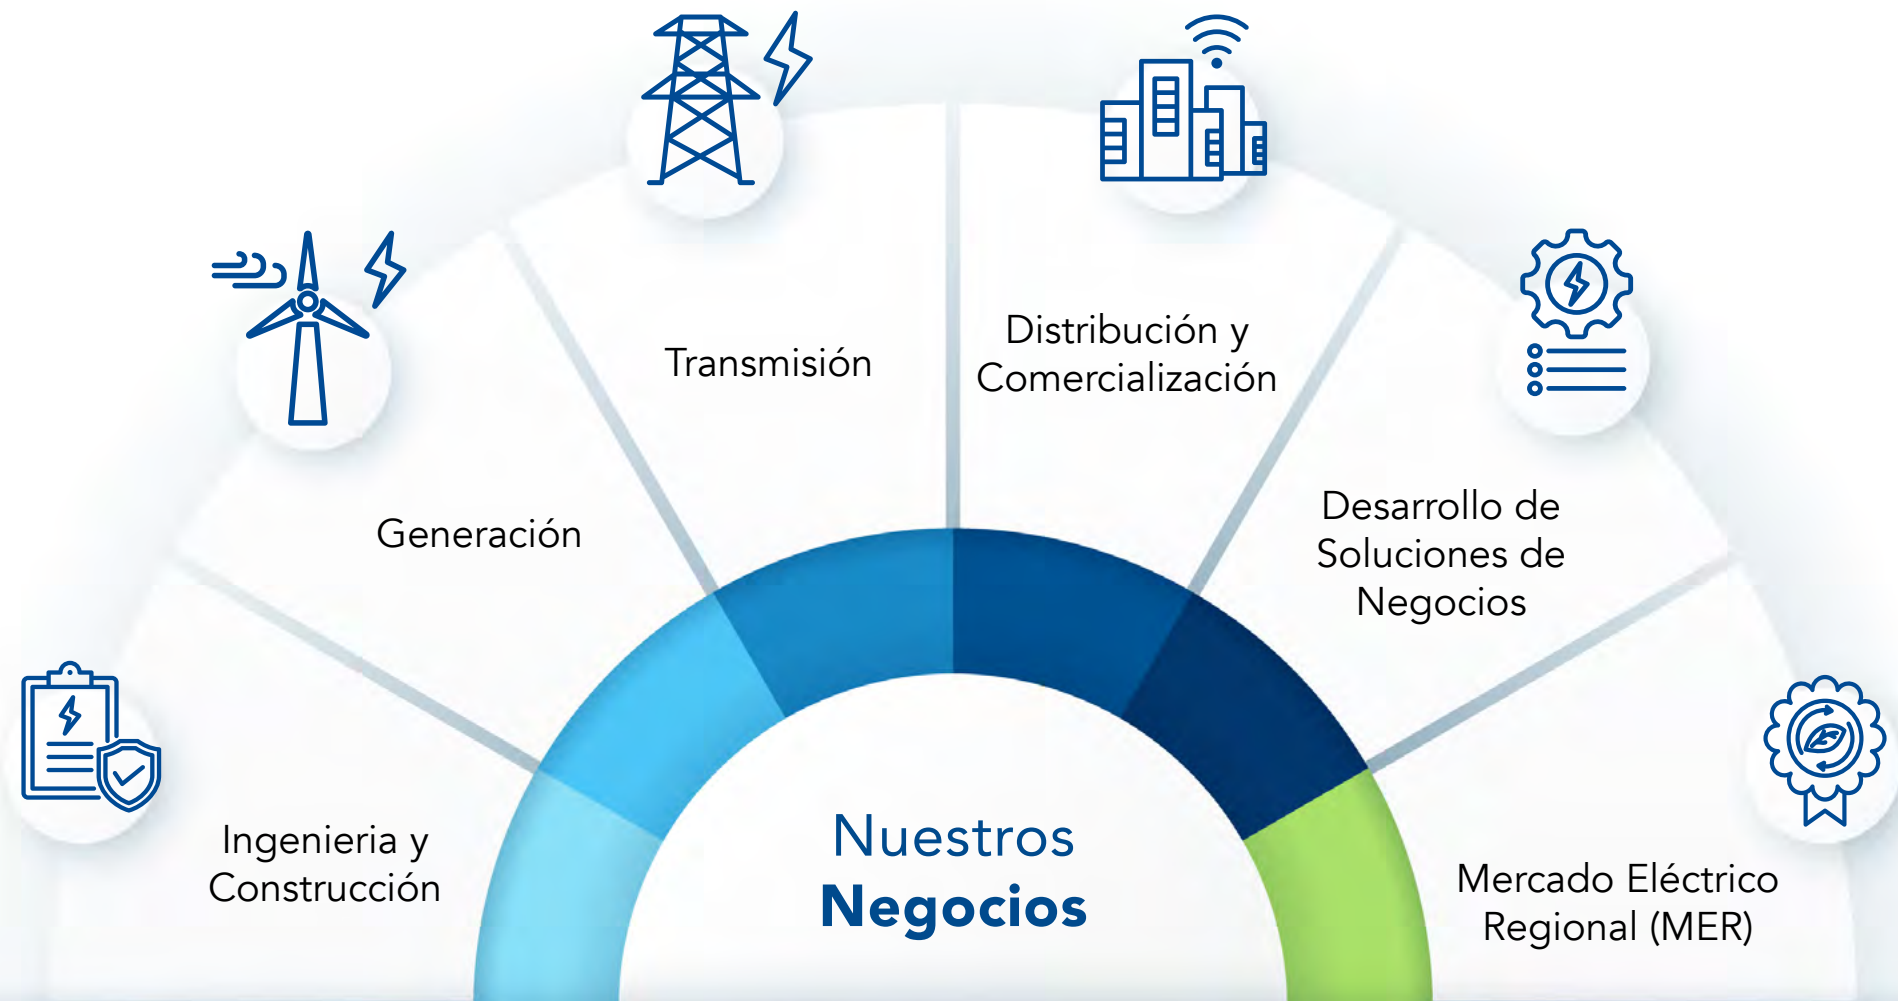 Ingenieria y
Construcción
Generación
Transmisión
Distribución y
Comercialización
Desarrollo de
Soluciones de
Negocios
Mercado Eléctrico
Regional (MER)
Nuestros
Negocios